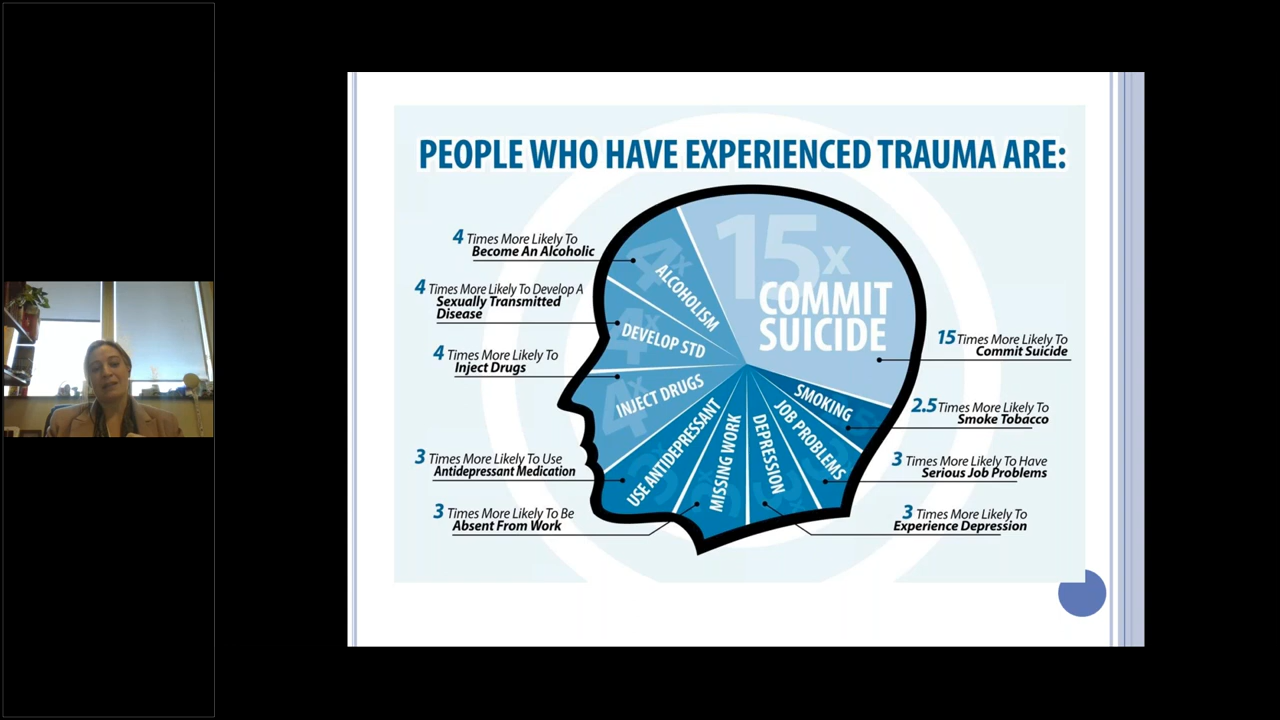 PEOPLE WHO HAVE EXPERIENCED TRAUMA ARE:
4 Times More Likely To
Become An Alcoholic
4 Times More Likely To Develop A
Sexually Transmitted
Disease
4 Times More Likely To
Inject Drugs
3 Times More Likely To Use
Antidepressant Medication
3 Times More Likely To Be
Absent From Work
4x
ALCOHOLISM
4x
DEVELOP STD
4x
INJECT DRUGS
USE ANTIDEPRESSANT
MISSING WORK
DEPRESSION
JOB PROBLEMS
SMOKING
15x
COMMIT
SUICIDE
15 Times More Likely To
Commit Suicide
2.5 Times More Likely To
Smoke Tobacco
3 Times More Likely To Have
Serious Job Problems
3 Times More Likely To
Experience Depression